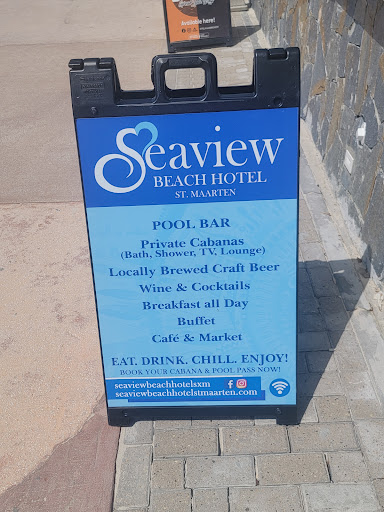 Available here!
Seaview
BEACH HOTEL
ST. MAARTEN
POOL BAR
Private Cabanas
(Bath, Shower, TV, Lounge)
Locally Brewed Craft Beer
Wine & Cocktails
Breakfast all Day
Buffet
Café & Market
EAT. DRINK. CHILL. ENJOY!
BOOK YOUR CABANA & POOL PASS NOW!
seaviewbeachhotelsxm
seaviewbeachhotelstmaarten.com